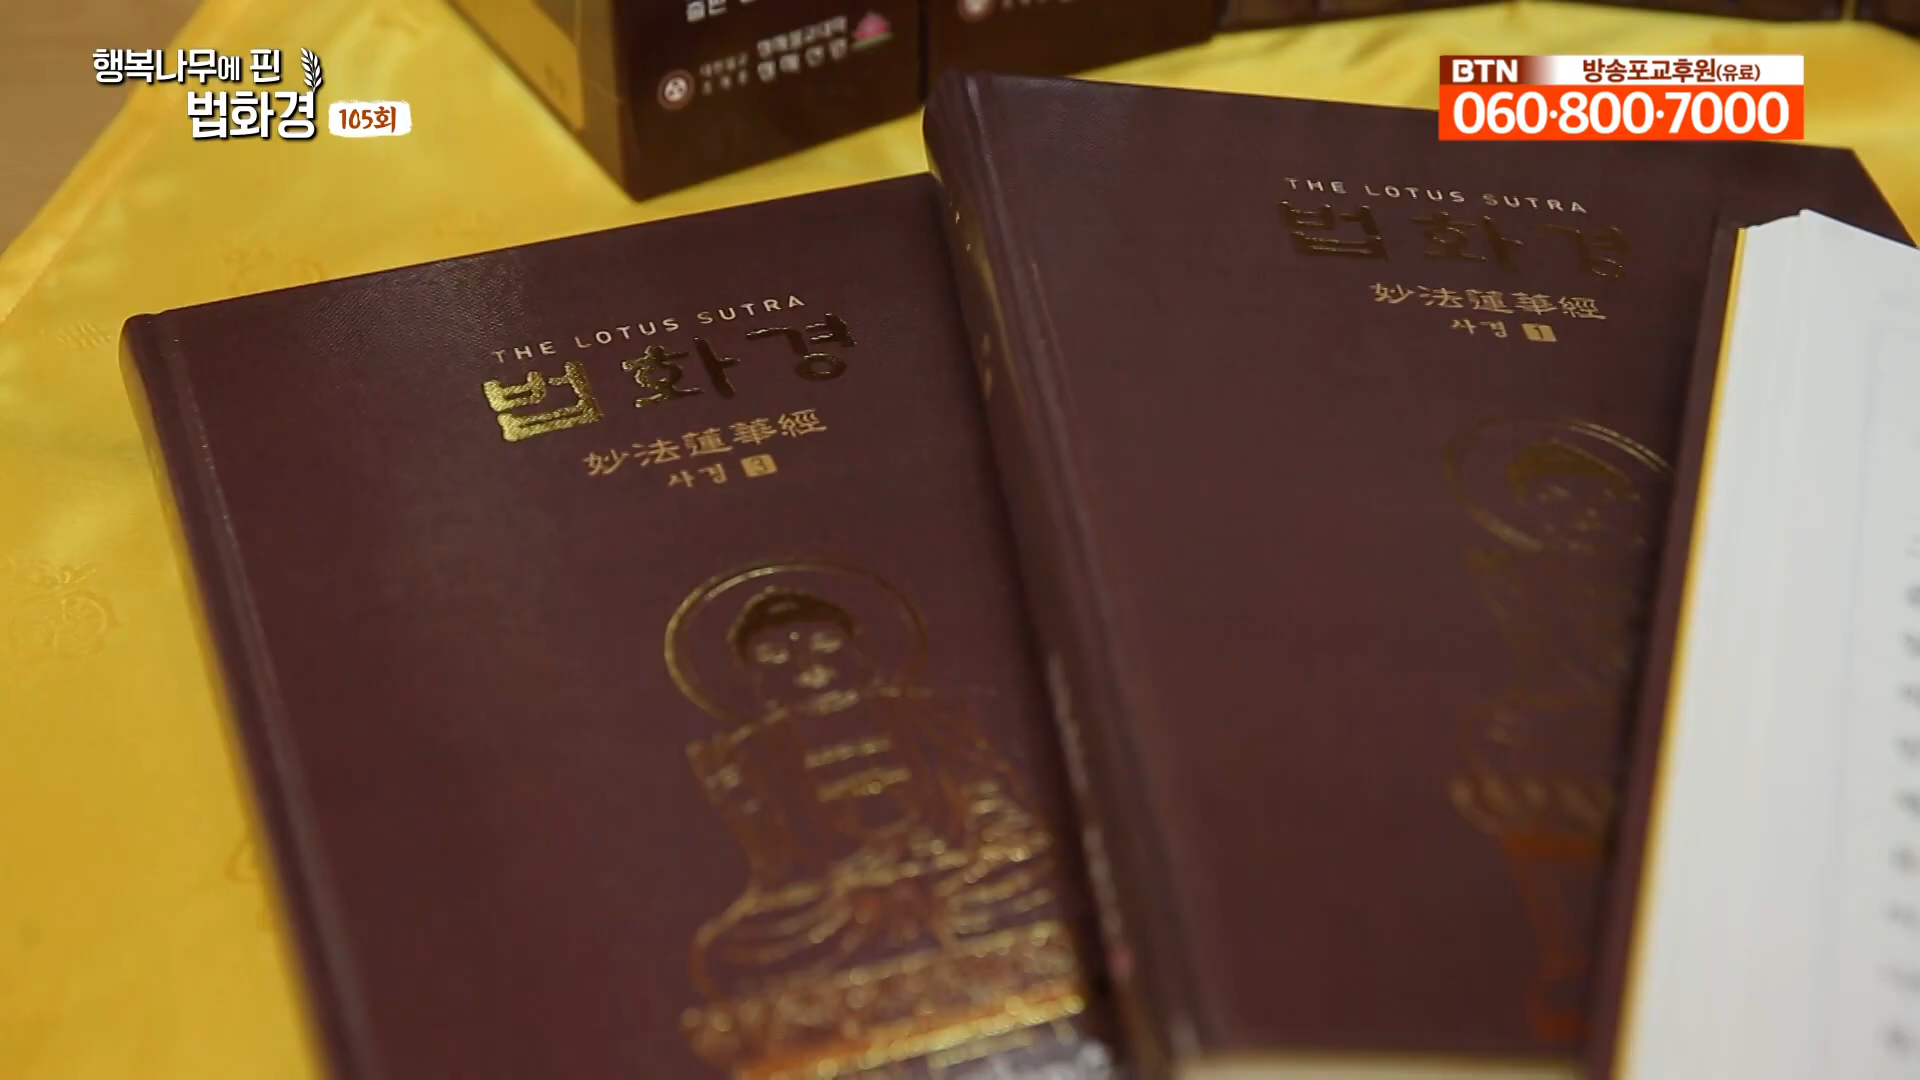 행복나무에 핀
법화경 105회
BTN 방송포교후원(유료)
060·800·7000
THE LOTUS SUTRA
법화경
妙法蓮華經
사경 3
THE LOTUS SUTRA
법화경
妙法蓮華經
사경 1